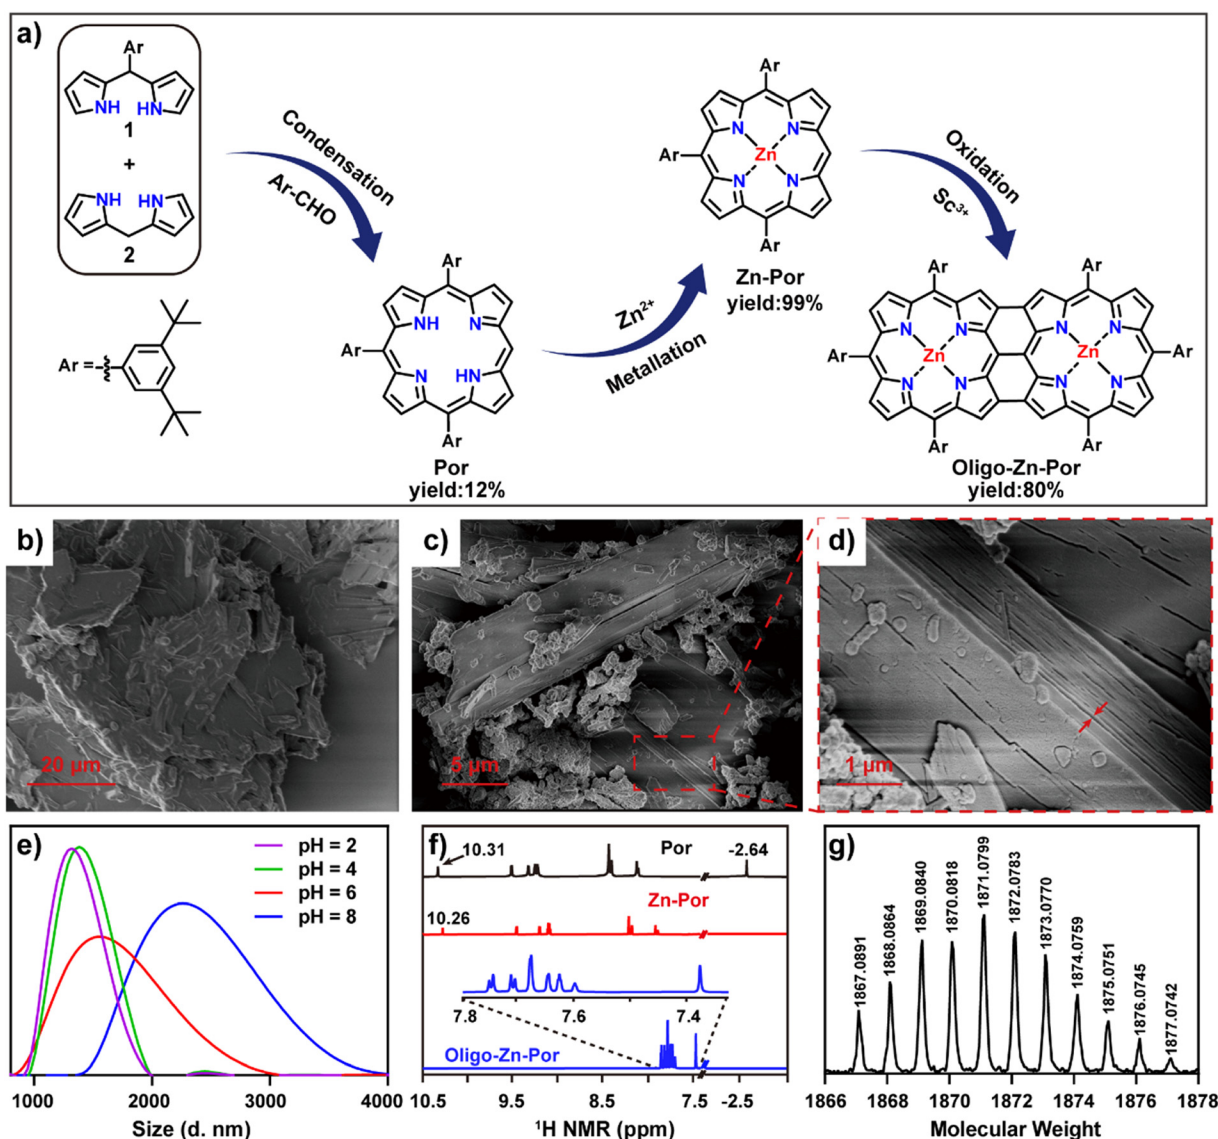 a)
Ar
NH HN
1
+
NH HN
2
Ar =
Condensation
Ar-CHO
Ar
NH N
Ar
N HN
Ar
Por
yield:12%
Zn²⁺
Metallation
Ar
N N
Ar
Zn
N N
Ar
Zn-Por
yield:99%
Oxidation
Sc³⁺
Ar Ar
N N N N
Ar Zn Zn Ar
N N N N
Ar Ar
Oligo-Zn-Por
yield:80%
b)
20 μm
c)
5 μm
d)
1 μm
e)
pH = 2
pH = 4
pH = 6
pH = 8
1000 2000 3000 4000
Size (d. nm)
f)
Por
10.31
-2.64
Zn-Por
10.26
7.8 7.6 7.4
Oligo-Zn-Por
10.5 9.5 8.5 7.5 -2.5
¹H NMR (ppm)
g)
1867.0891
1868.0864
1869.0840
1870.0818
1871.0799
1872.0783
1873.0770
1874.0759
1875.0751
1876.0745
1877.0742
1866 1868 1870 1872 1874 1876 1878
Molecular Weight